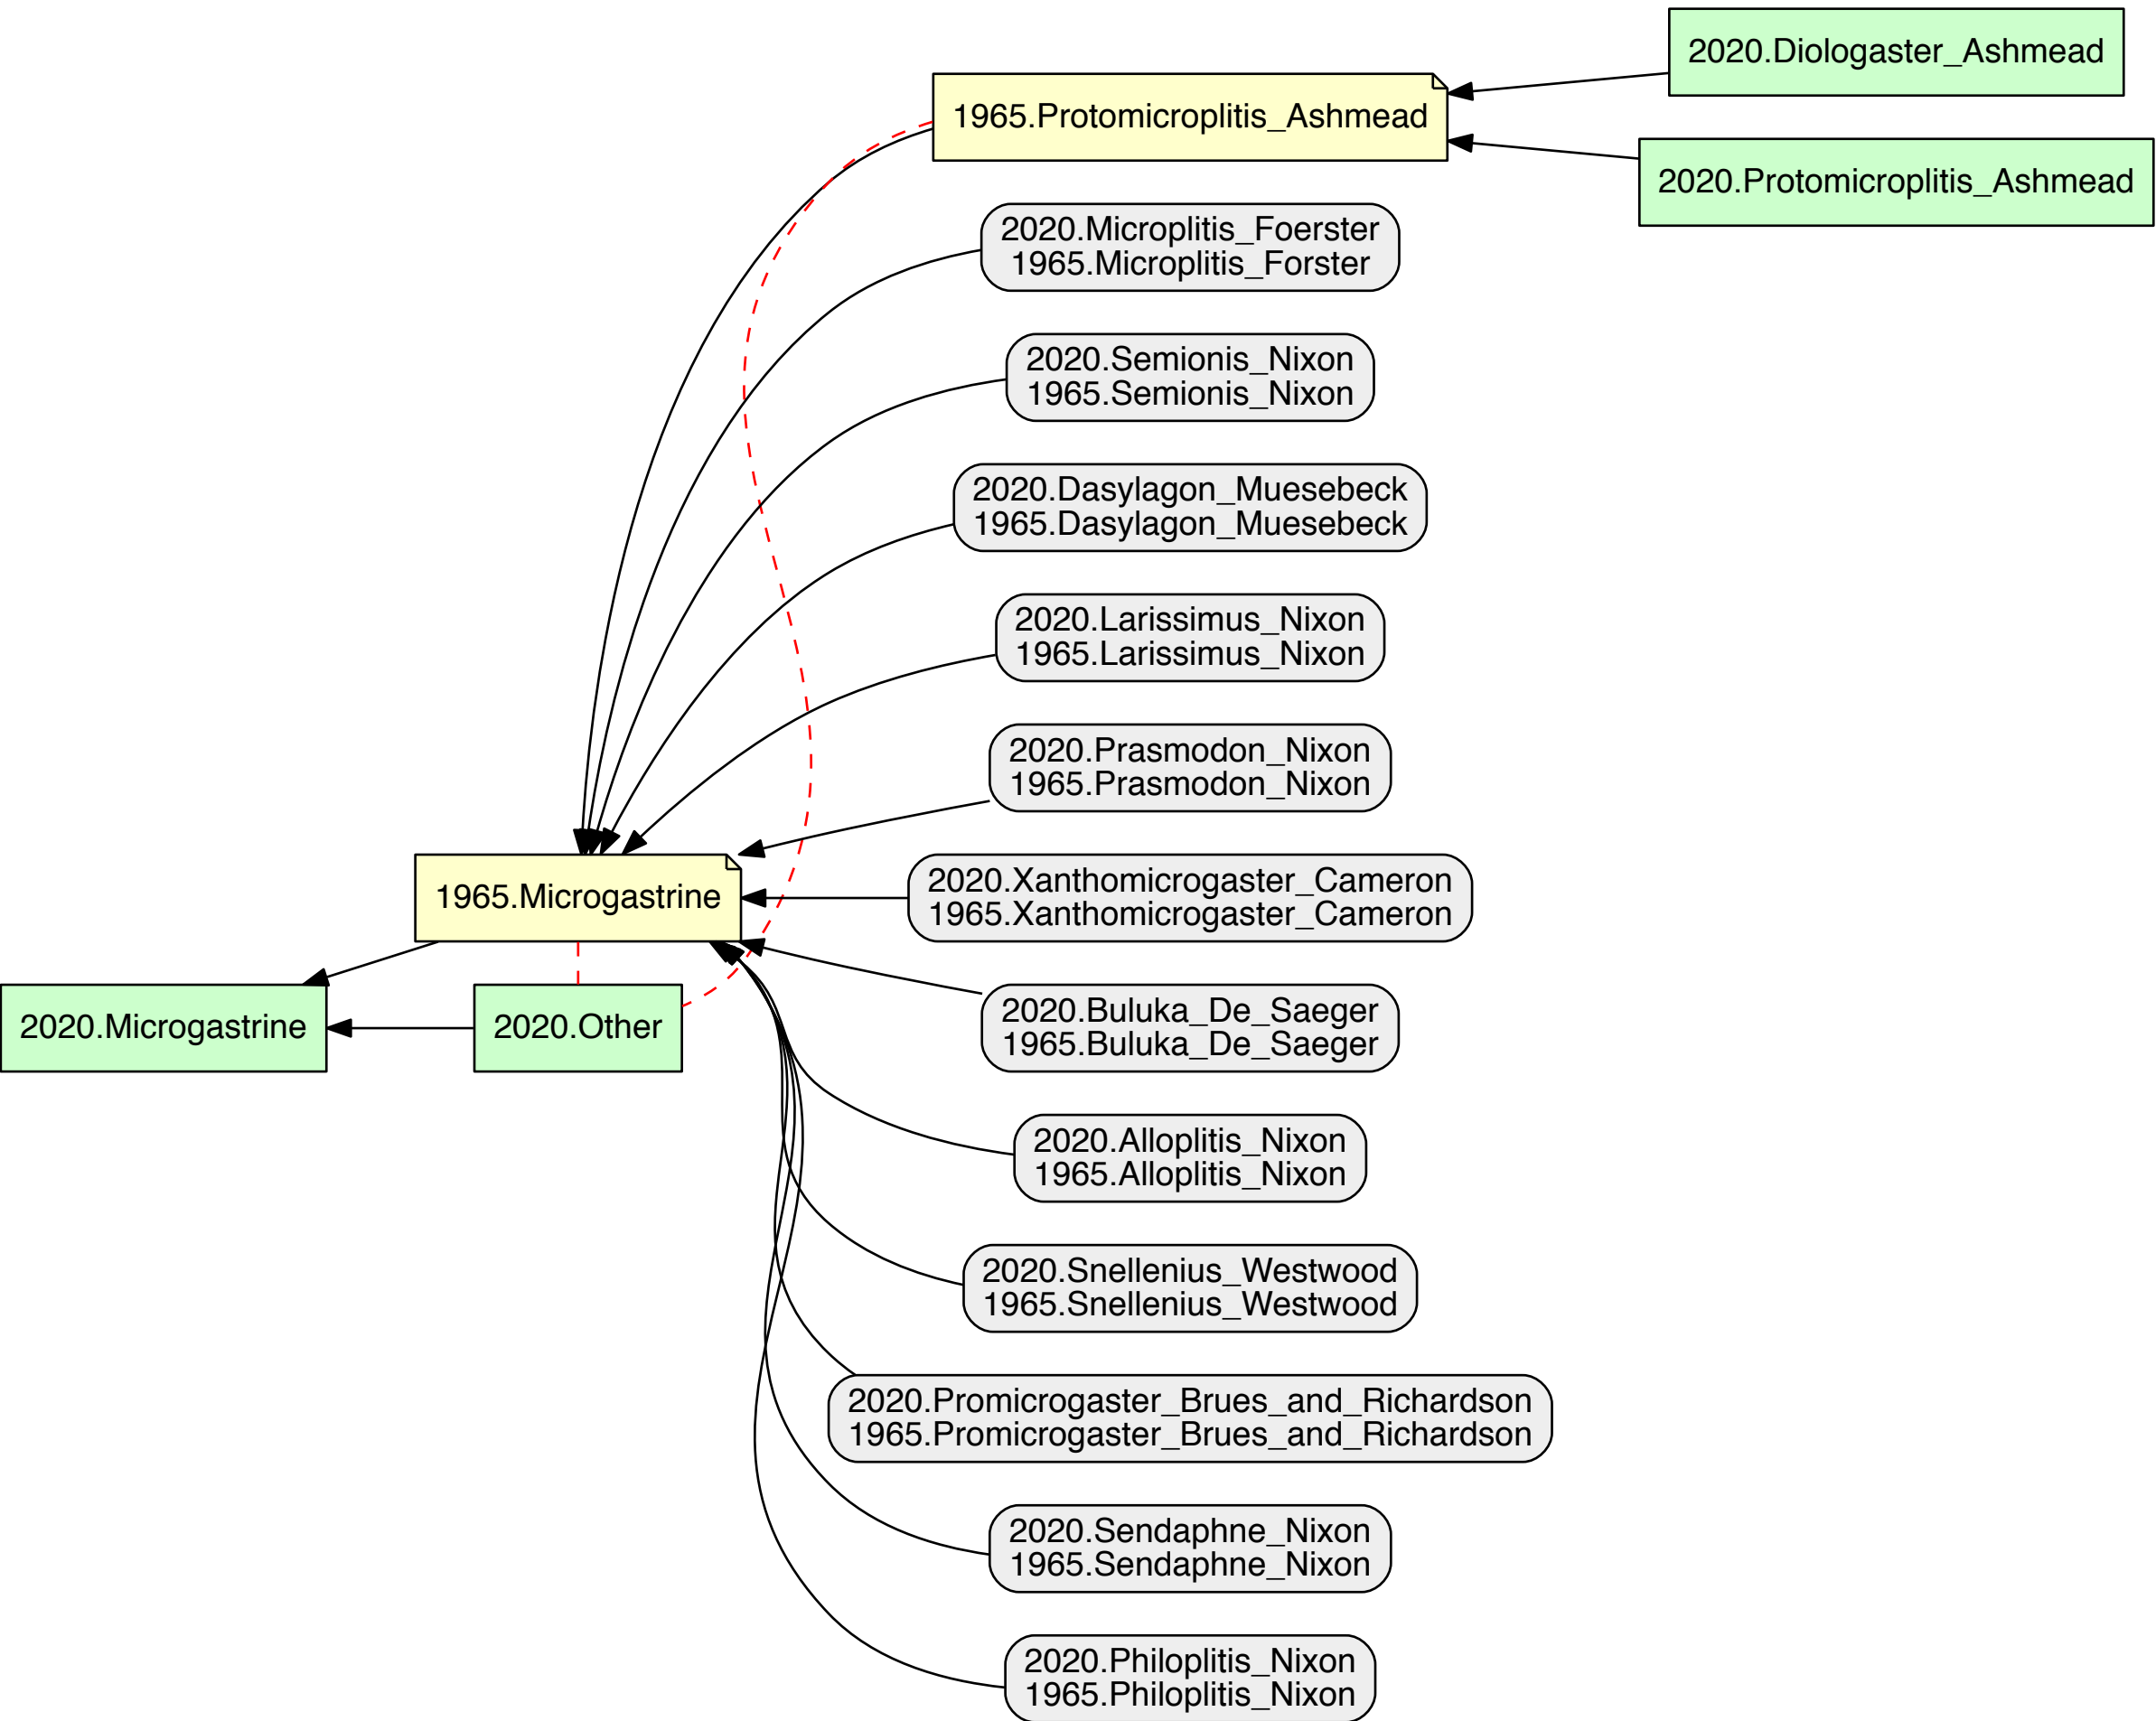 2020.Diologaster_Ashmead
1965.Protomicroplitis_Ashmead
2020.Protomicroplitis_Ashmead
2020.Microplitis_Foerster
1965.Microplitis_Forster
2020.Semionis_Nixon
1965.Semionis_Nixon
2020.Dasylagon_Muesebeck
1965.Dasylagon_Muesebeck
2020.Larissimus_Nixon
1965.Larissimus_Nixon
2020.Prasmodon_Nixon
1965.Prasmodon_Nixon
1965.Microgastrine
2020.Xanthomicrogaster_Cameron
1965.Xanthomicrogaster_Cameron
2020.Microgastrine
2020.Other
2020.Buluka_De_Saeger
1965.Buluka_De_Saeger
2020.Alloplitis_Nixon
1965.Alloplitis_Nixon
2020.Snellenius_Westwood
1965.Snellenius_Westwood
2020.Promicrogaster_Brues_and_Richardson
1965.Promicrogaster_Brues_and_Richardson
2020.Sendaphne_Nixon
1965.Sendaphne_Nixon
2020.Philoplitis_Nixon
1965.Philoplitis_Nixon